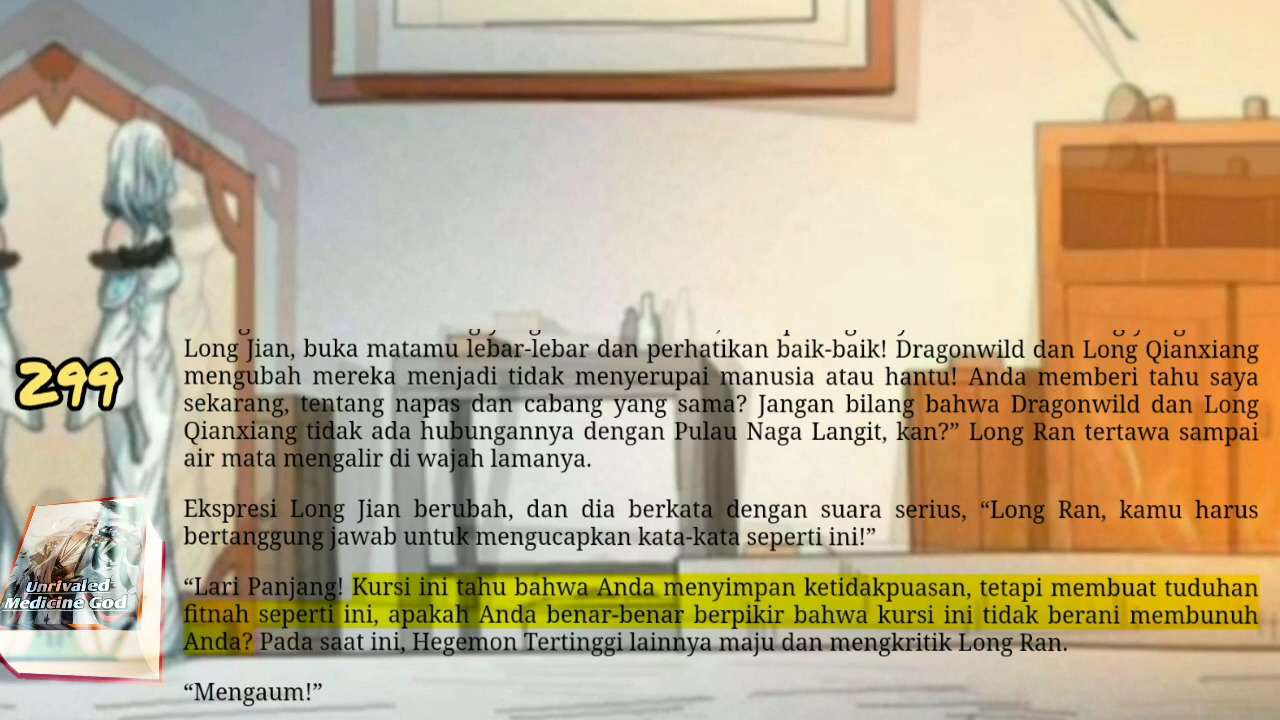 Long Jian, buka matamu lebar-lebar dan perhatikan baik-baik! Dragonwild dan Long Qianxiang
mengubah mereka menjadi tidak menyerupai manusia atau hantu! Anda memberi tahu saya
sekarang, tentang napas dan cabang yang sama? Jangan bilang bahwa Dragonwild dan Long
Qianxiang tidak ada hubungannya dengan Pulau Naga Langit, kan?” Long Ran tertawa sampai
air mata mengalir di wajah lamanya.
Ekspresi Long Jian berubah, dan dia berkata dengan suara serius, “Long Ran, kamu harus
bertanggung jawab untuk mengucapkan kata-kata seperti ini!”
“Lari Panjang! Kursi ini tahu bahwa Anda menyimpan ketidakpuasan, tetapi membuat tuduhan
fitnah seperti ini, apakah Anda benar-benar berpikir bahwa kursi ini tidak berani membunuh
Anda? Pada saat ini, Hegemon Tertinggi lainnya maju dan mengkritik Long Ran.
“Mengaum!”
299
Unrivaled
Medicine God